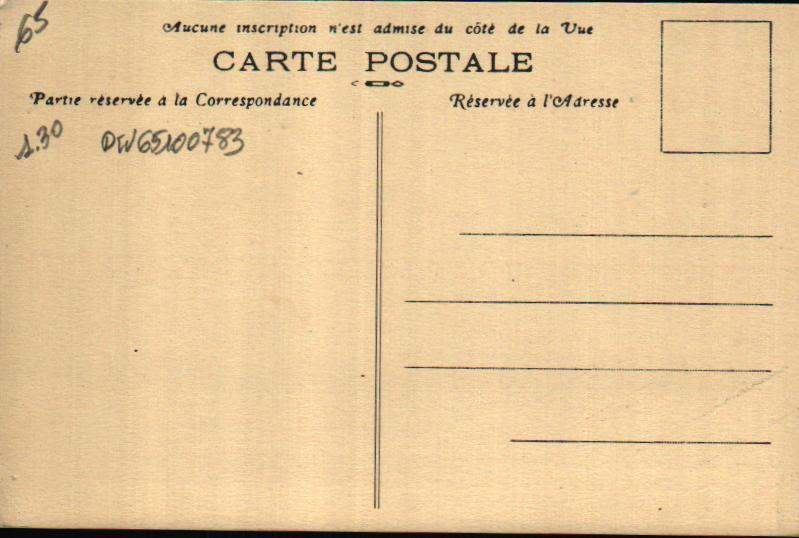 65
Aucune inscription n'est admise du côté de la Vue
CARTE POSTALE
Partie réservée à la Correspondance
Réservée à l'Adresse
1.30
DEV65100783